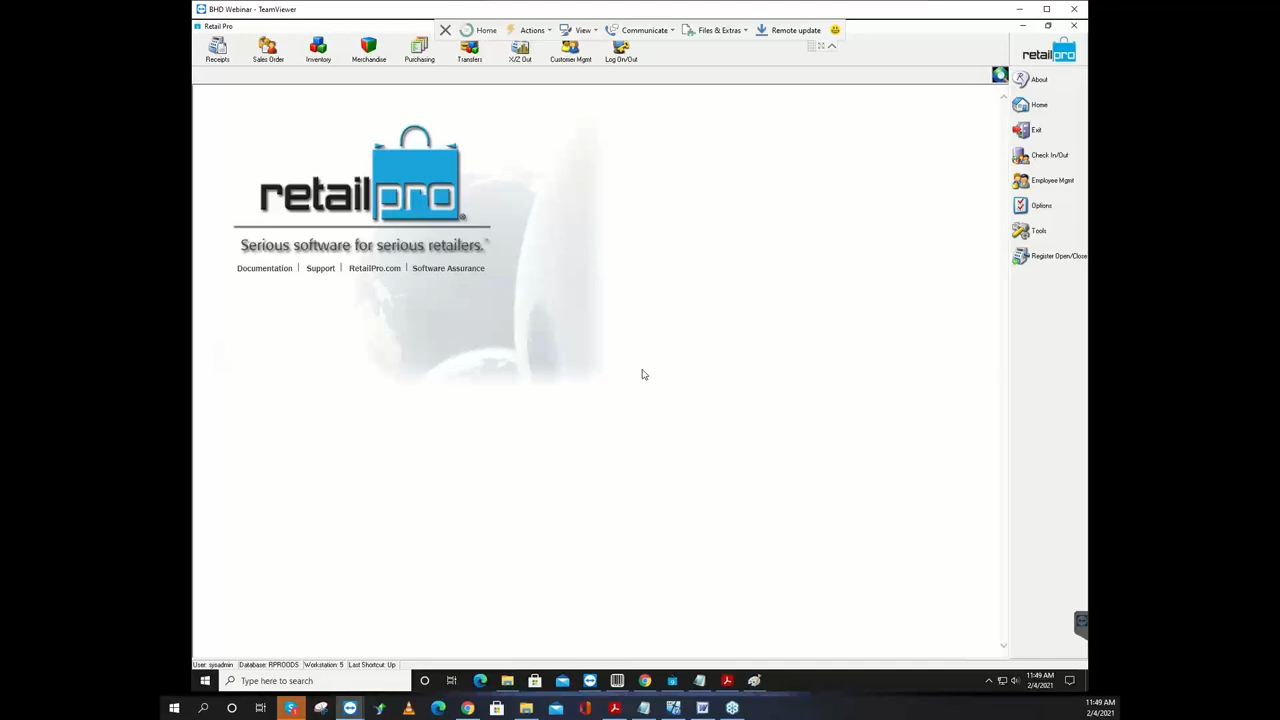 BHD Webinar - TeamViewer
Retail Pro
Home
Actions
View
Communicate
Files & Extras
Remote update
Receipts
Sales Order
Inventory
Merchandise
Purchasing
Transfers
X/Z Out
Customer Mgmt
Log On/Out
retailpro
About
Home
Exit
Check In/Out
Employee Mgmt
Options
Tools
Register Open/Close
retailpro®
Serious software for serious retailers.
Documentation | Support | RetailPro.com | Software Assurance
User: sysadmin Database: RPROODS Workstation: 5 Last Shortcut: Up
Type here to search
11:49 AM
2/4/2021
11:49 AM
2/4/2021